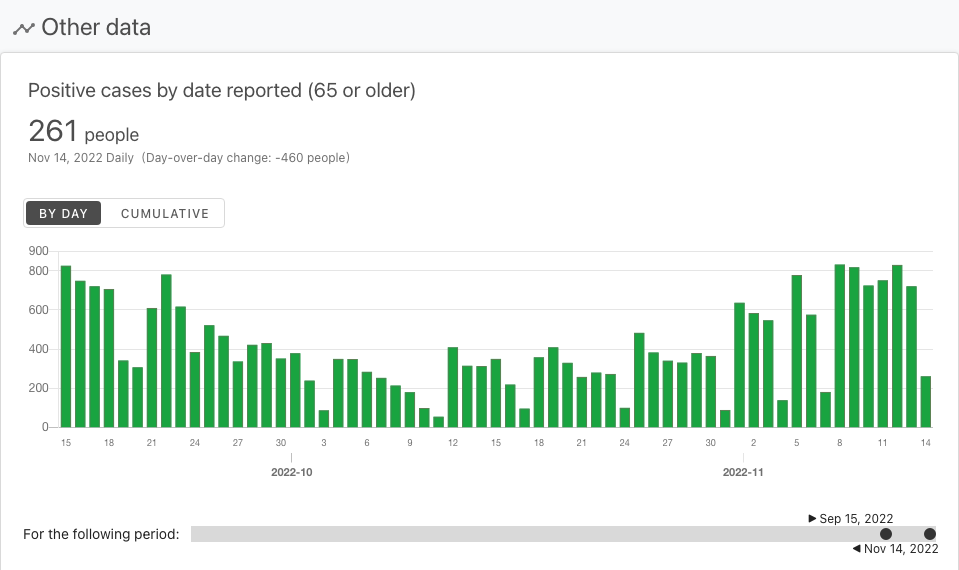 Other data
Positive cases by date reported (65 or older)
261 people
Nov 14, 2022 Daily (Day-over-day change: -460 people)
BY DAY CUMULATIVE
900
800
600
400
200
0
15 18 21 24 27 30 3 6 9 12 15 18 21 24 27 30 2 5 8 11 14
2022-10 2022-11
Sep 15, 2022
For the following period:
Nov 14, 2022